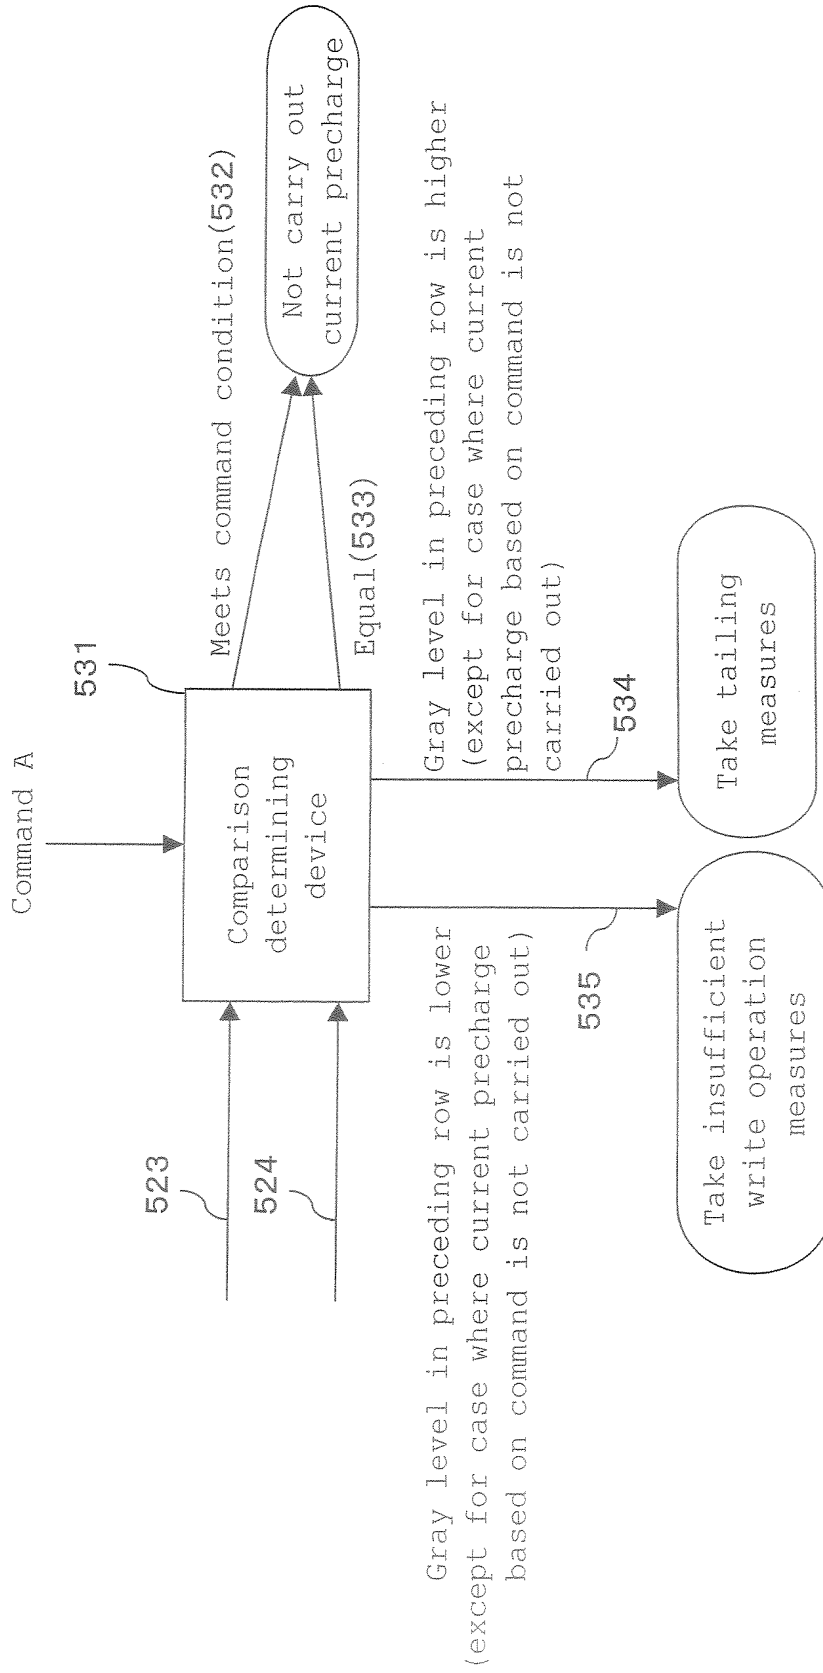 Command A
531
Comparison
determining
device
523
524
Meets command condition(532)
Equal(533)
Not carry out
current precharge
Gray level in preceding row is lower
(except for case where current precharge
based on command is not carried out)
535
Gray level in preceding row is higher
(except for case where current
precharge based on command is not
carried out)
534
Take insufficient
write operation
measures
Take tailing
measures